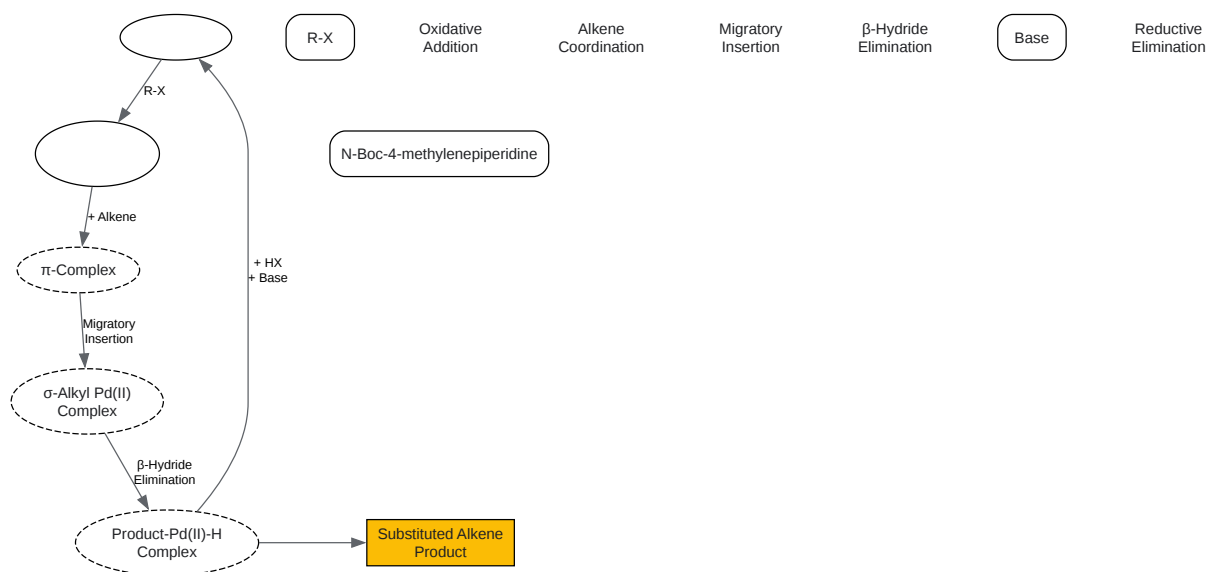 R-X
Oxidative
Addition
Alkene
Coordination
Migratory
Insertion
β-Hydride
Elimination
Base
Reductive
Elimination
R-X
N-Boc-4-methylenepiperidine
+ Alkene
π-Complex
+ HX
+ Base
Migratory
Insertion
σ-Alkyl Pd(II)
Complex
β-Hydride
Elimination
Product-Pd(II)-H
Complex
Substituted Alkene
Product